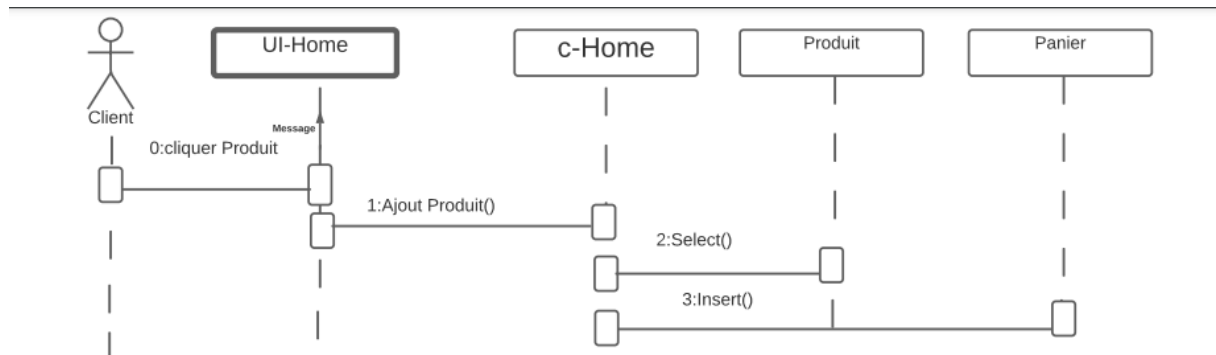 UI-Home
c-Home
Produit
Panier
Client
Message
0:cliquer Produit
1:Ajout Produit()
2:Select()
3:Insert()